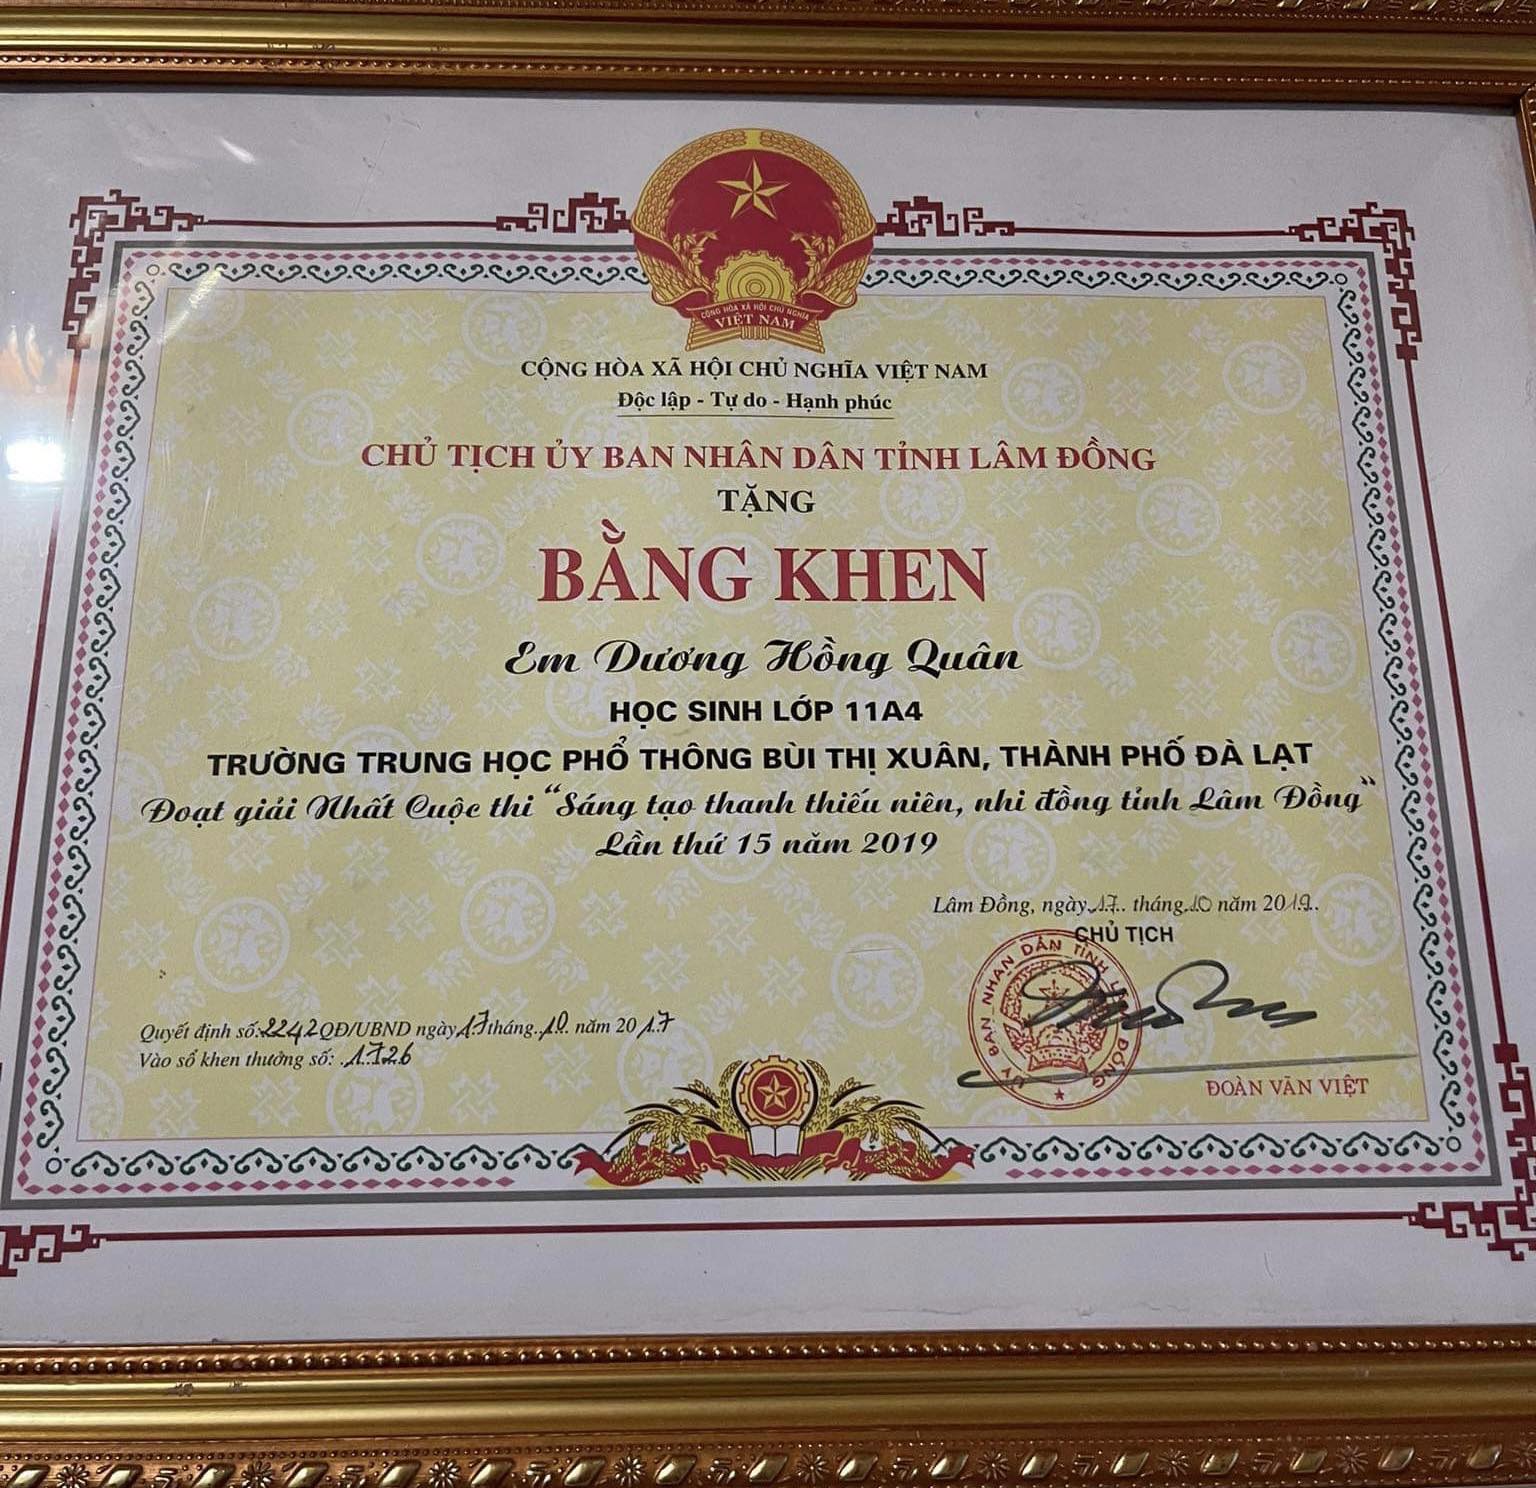 CỘNG HÒA XÃ HỘI CHỦ NGHĨA
VIỆT NAM
CỘNG HÒA XÃ HỘI CHỦ NGHĨA VIỆT NAM
Độc lập - Tự do - Hạnh phúc
CHỦ TỊCH ỦY BAN NHÂN DÂN TỈNH LÂM ĐỒNG
TẶNG
BẰNG KHEN
Em Dương Hồng Quân
HỌC SINH LỚP 11A4
TRƯỜNG TRUNG HỌC PHỔ THÔNG BÙI THỊ XUÂN, THÀNH PHỐ ĐÀ LẠT
Đoạt giải Nhất Cuộc thi “Sáng tạo thanh thiếu niên, nhi đồng tỉnh Lâm Đồng”
Lần thứ 15 năm 2019
Lâm Đồng, ngày 17 tháng 10 năm 2019
CHỦ TỊCH
Quyết định số: 2242 QĐ/UBND ngày 17 tháng 10 năm 2017
Vào sổ khen thưởng số: 1726
ỦY BAN NHÂN DÂN TỈNH LÂM ĐỒNG
ĐOÀN VĂN VIỆT